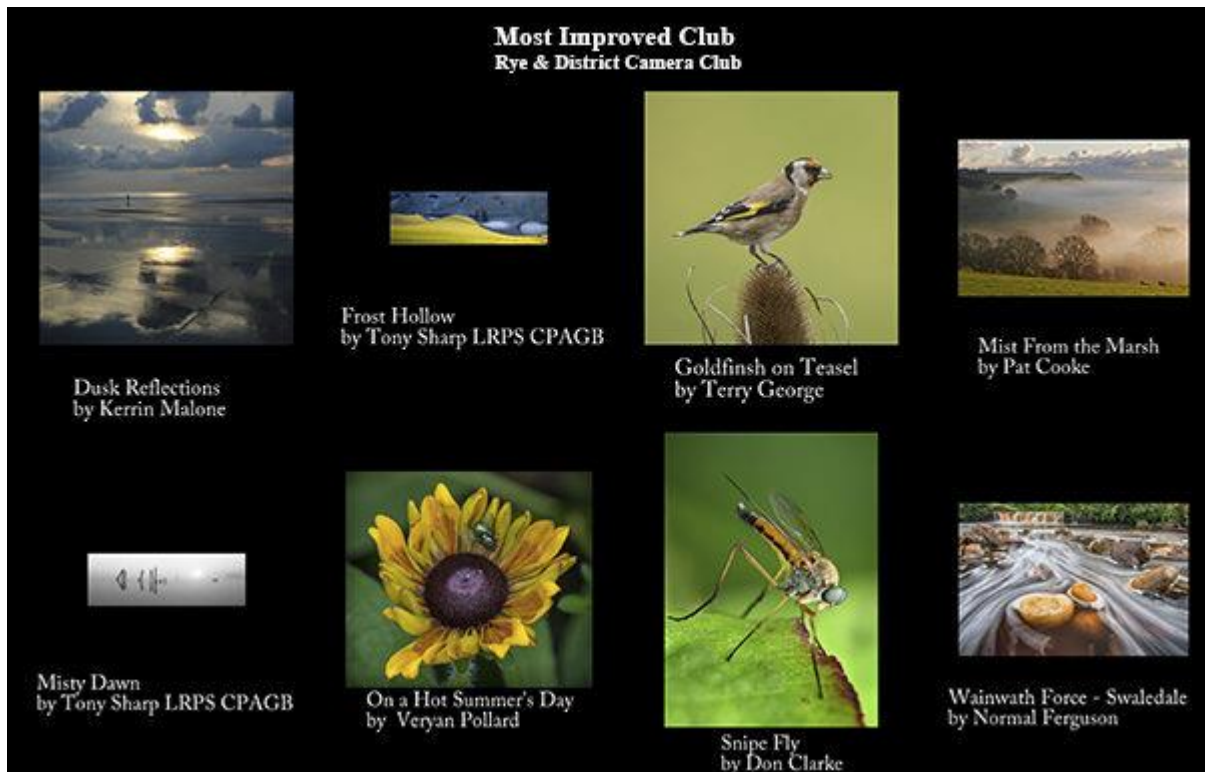 Most Improved Club
Rye & District Camera Club
Dusk Reflections
by Kerrin Malone
Frost Hollow
by Tony Sharp LRPS CPAGB
Goldfinsh on Teasel
by Terry George
Mist From the Marsh
by Pat Cooke
Misty Dawn
by Tony Sharp LRPS CPAGB
On a Hot Summer's Day
by Veryan Pollard
Snipe Fly
by Don Clarke
Wainwath Force - Swaledale
by Normal Ferguson